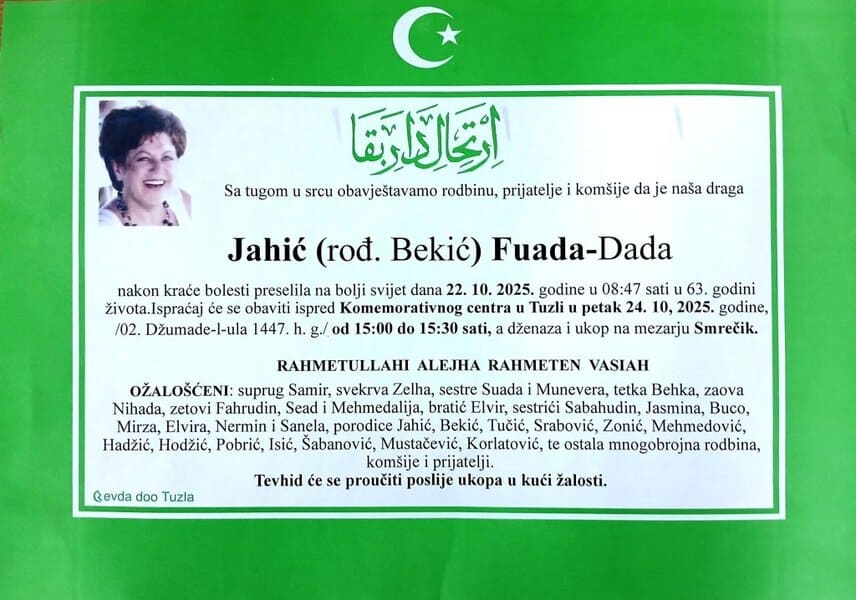 اِرتِحَالِ دَارِ بَقَا
Sa tugom u srcu obavještavamo rodbinu, prijatelje i komšije da je naša draga
Jahić (rođ. Bekić) Fuada-Dada
nakon kraće bolesti preselila na bolji svijet dana 22. 10. 2025. godine u 08:47 sati u 63. godini
života.Ispraćaj će se obaviti ispred Komemorativnog centra u Tuzli u petak 24. 10, 2025. godine,
/02. Džumade-l-ula 1447. h. g./ od 15:00 do 15:30 sati, a dženaza i ukop na mezarju Smrečik.
RAHMETULLAHI ALEJHA RAHMETEN VASIAH
OŽALOŠĆENI: suprug Samir, svekrva Zelha, sestre Suada i Munevera, tetka Behka, zaova
Nihada, zetovi Fahrudin, Sead i Mehmedalija, bratić Elvir, sestrići Sabahudin, Jasmina, Buco,
Mirza, Elvira, Nermin i Sanela, porodice Jahić, Bekić, Tučić, Srabović, Zonić, Mehmedović,
Hadžić, Hodžić, Pobrić, Isić, Šabanović, Mustačević, Korlatović, te ostala mnogobrojna rodbina,
komšije i prijatelji.
Tevhid će se proučiti poslije ukopa u kući žalosti.
Sevda doo Tuzla